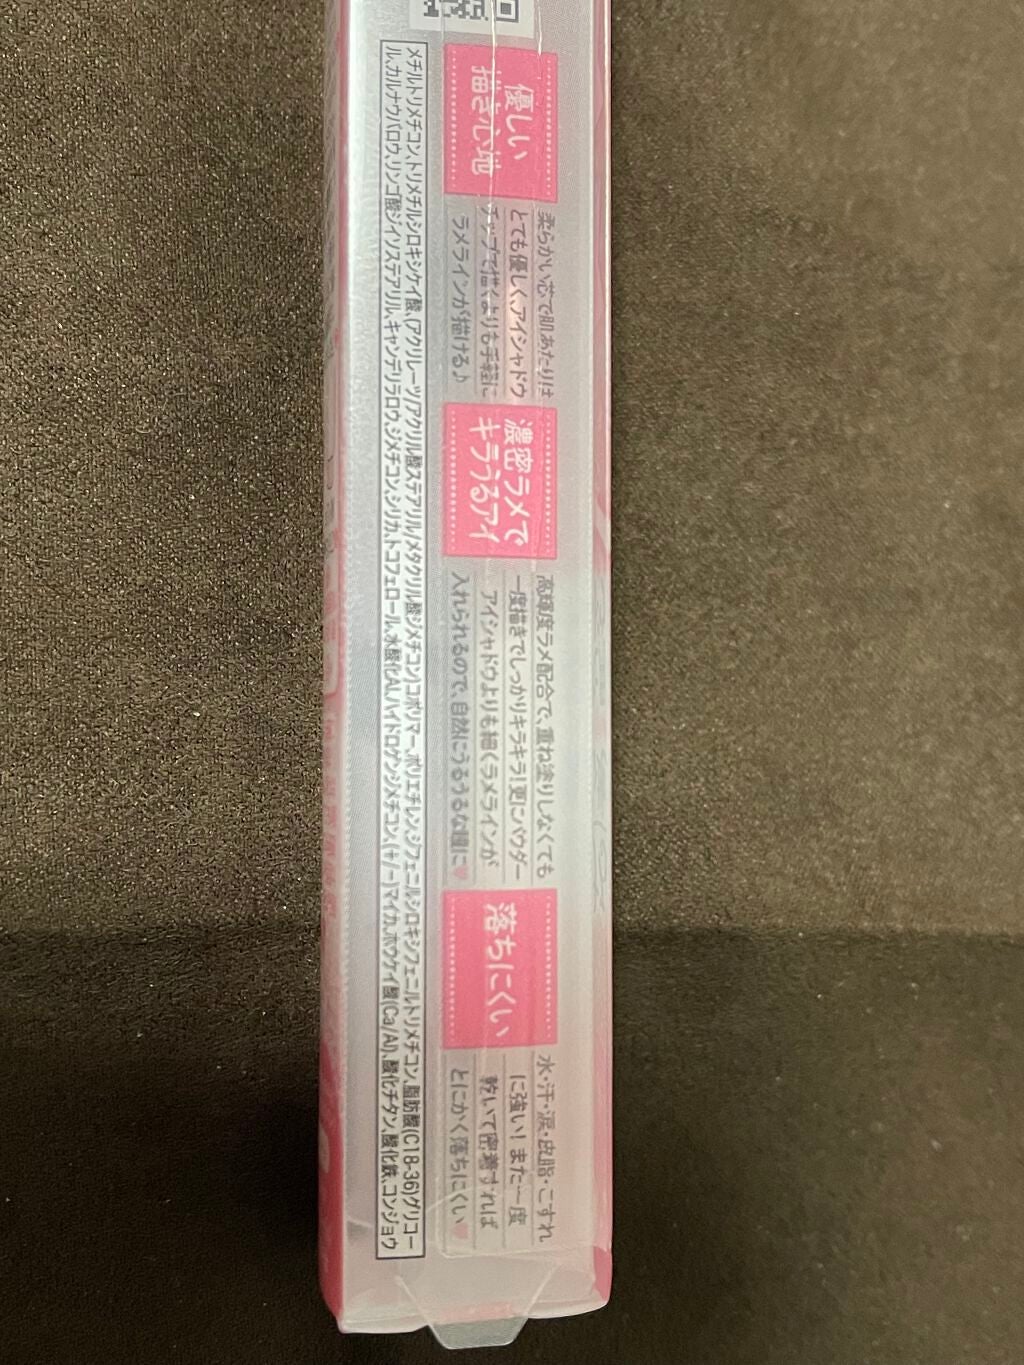 優しい
描き心地
柔らかい芯で肌あたりは
とても優しく、アイシャドウ
チップで描くよりも手軽に
ラメラインが描ける♪
濃密ラメで
キラうるアイ
高輝度ラメ配合で、重ね塗りしなくても
一度描きでしっかりキラキラ!更にパウダー
アイシャドウよりも細くラメラインが
入れられるので、自然にうるうるな瞳に♥
落ちにくい
水・汗・涙・皮脂・こすれ
に強い!また一度
乾いて密着すれば
とにかく落ちにくい♥
メチルトリメチコン、トリメチルシロキシケイ酸、(アクリレーツ/アクリル酸ステアリル/メタクリル酸ジメチコン)コポリマー、ポリエチレン、ジフェニルシロキシフェニルトリメチコン、脂肪酸(C18-36)グリコー
ル、カルナウバロウ、リンゴ酸ジイソステアリル、キャンデリラロウ、ジメチコン、シリカ、トコフェロール、水酸化Al、ハイドロゲンジメチコン、(+/-)マイカ、ホウケイ酸(Ca/Al)、酸化チタン、酸化鉄、コンジョウ